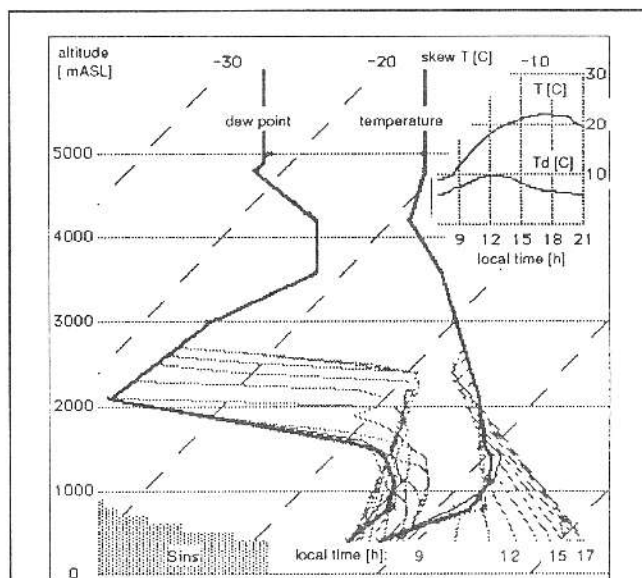 altitude
[ mASL]
-30
-20
skew T [C]
-10
30
T [C]
dew point
temperature
20
5000
Td [C]
10
4000
9 12 15 18 21
local time [h]
3000
2000
1000
Sins
local time [h]: 9 12 15 17
0